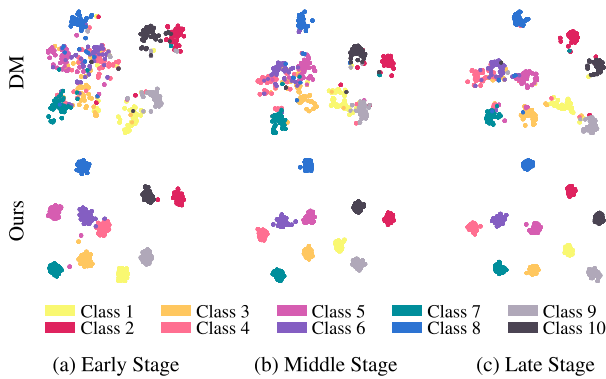 DM
Ours
Class 1 Class 3 Class 5 Class 7 Class 9
Class 2 Class 4 Class 6 Class 8 Class 10
(a) Early Stage (b) Middle Stage (c) Late Stage